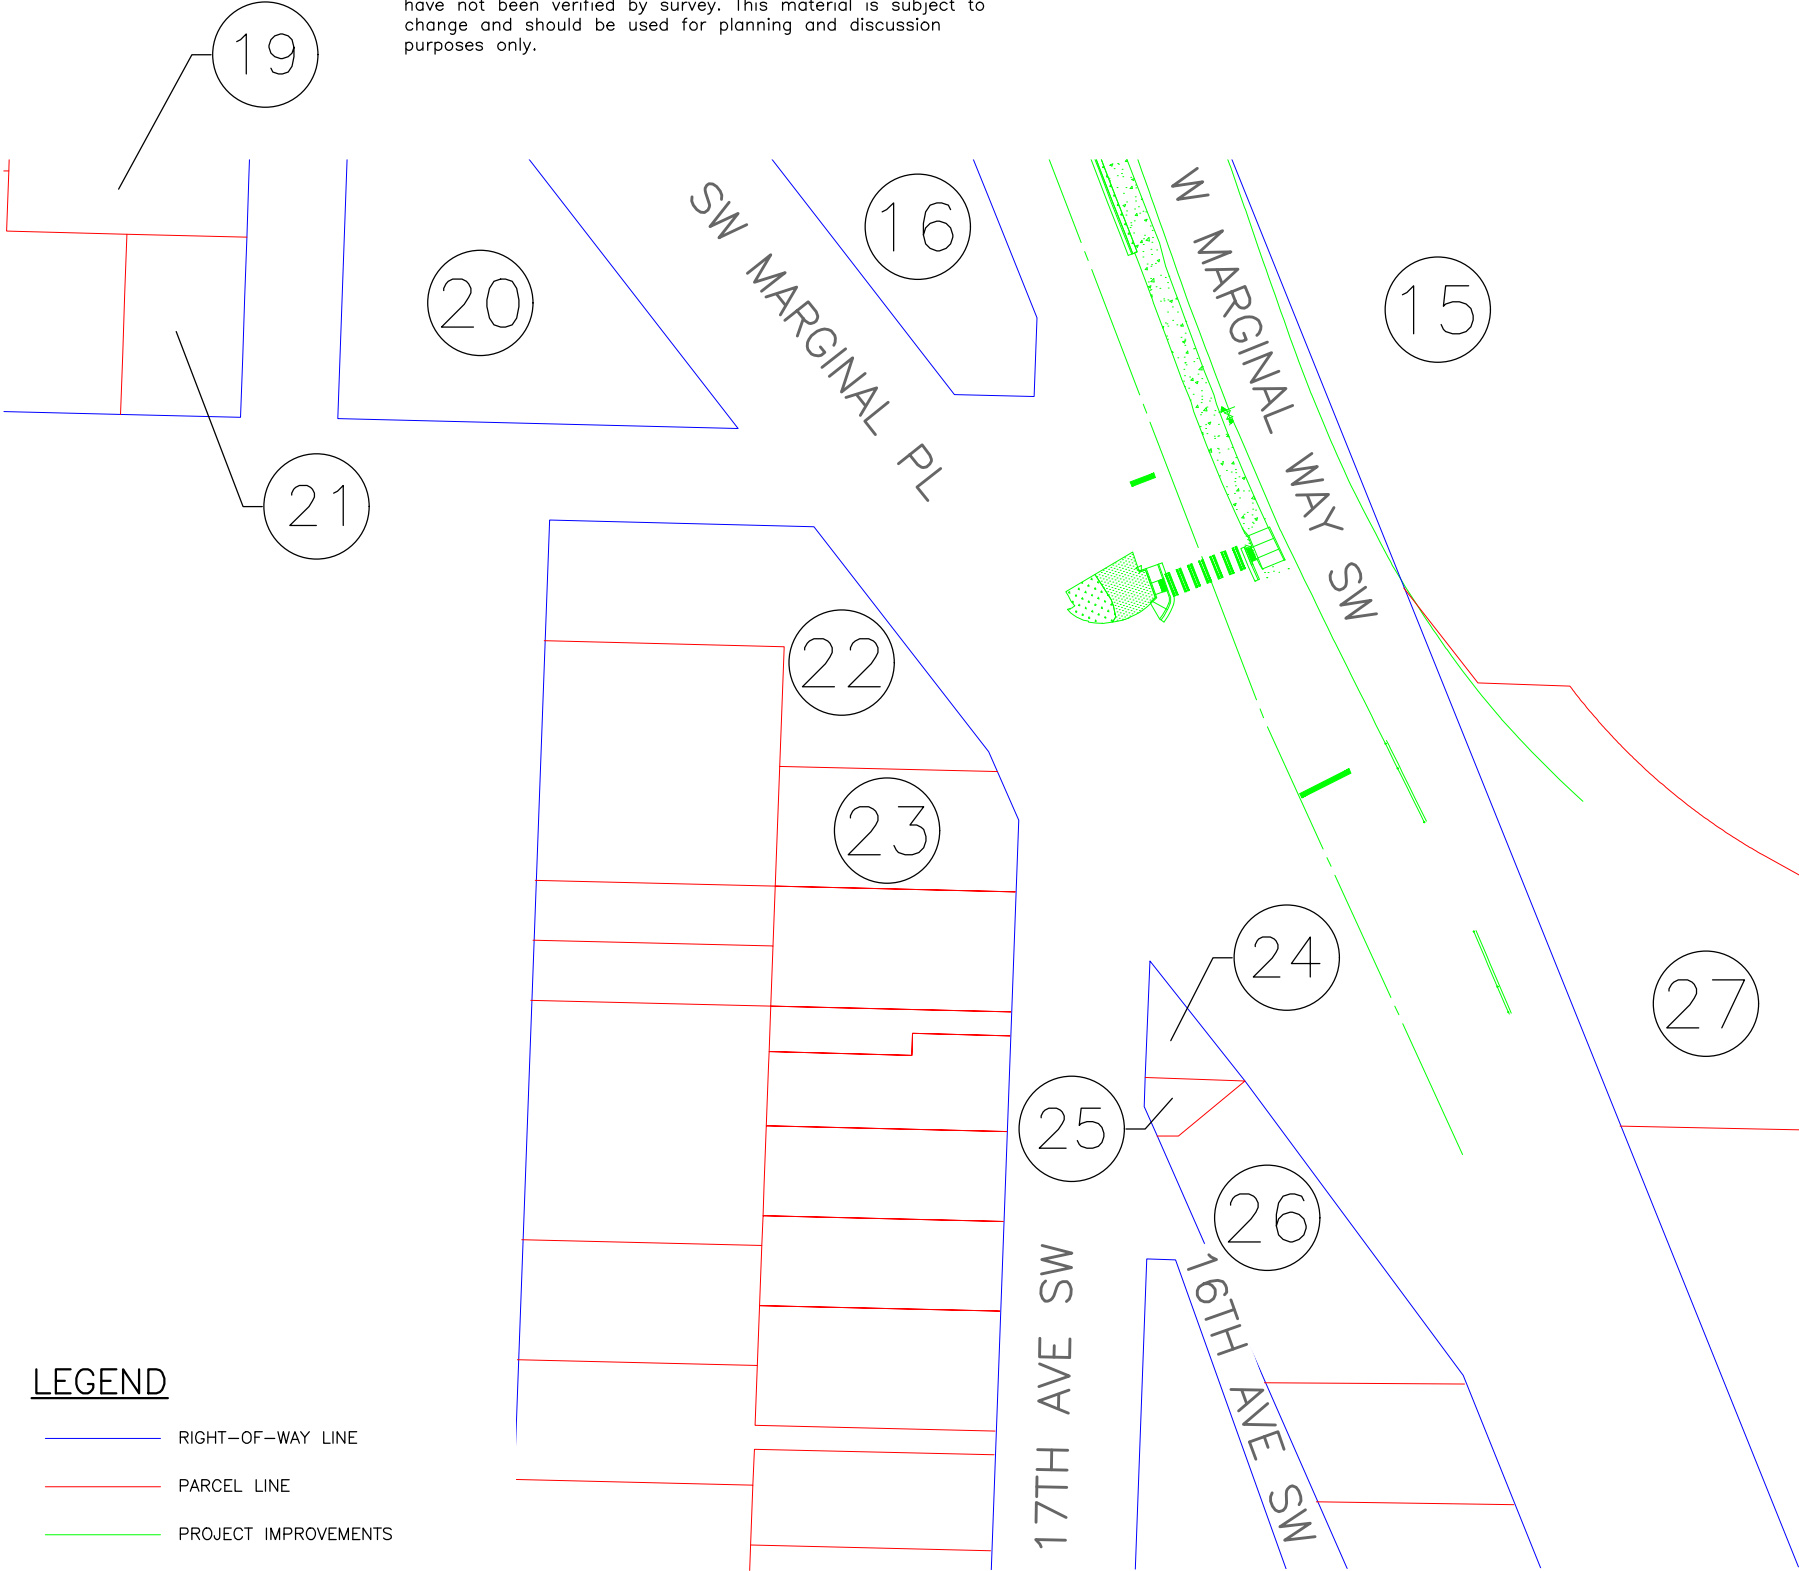 have not been verified by survey. This material is subject to
change and should be used for planning and discussion
purposes only.
19
16
20
15
SW MARGINAL PL
W MARGINAL WAY SW
21
22
23
24
27
25
26
17TH AVE SW
16TH AVE SW
LEGEND
RIGHT-OF-WAY LINE
PARCEL LINE
PROJECT IMPROVEMENTS